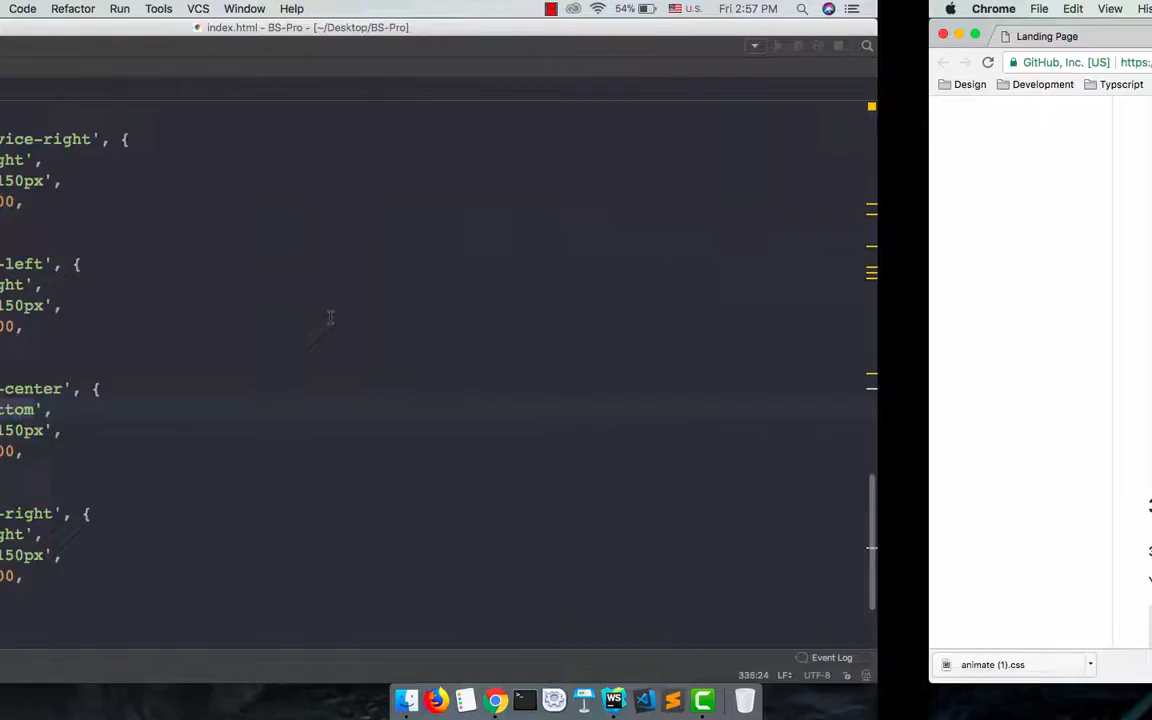 Code Refactor Run Tools VCS Window Help 54% U.S. Fri 2:57 PM
index.html - BS-Pro - [~/Desktop/BS-Pro]
vice-right', {
ght',
150px',
00,
-left', {
ght',
150px',
00,
-center', {
ttom',
150px',
00,
-right', {
ght',
150px',
00,
Event Log
335:24 LF÷ UTF-8
WS
Chrome File Edit View His
Landing Page
GitHub, Inc. [US] https:/
Design Development Typscript
animate (1).css